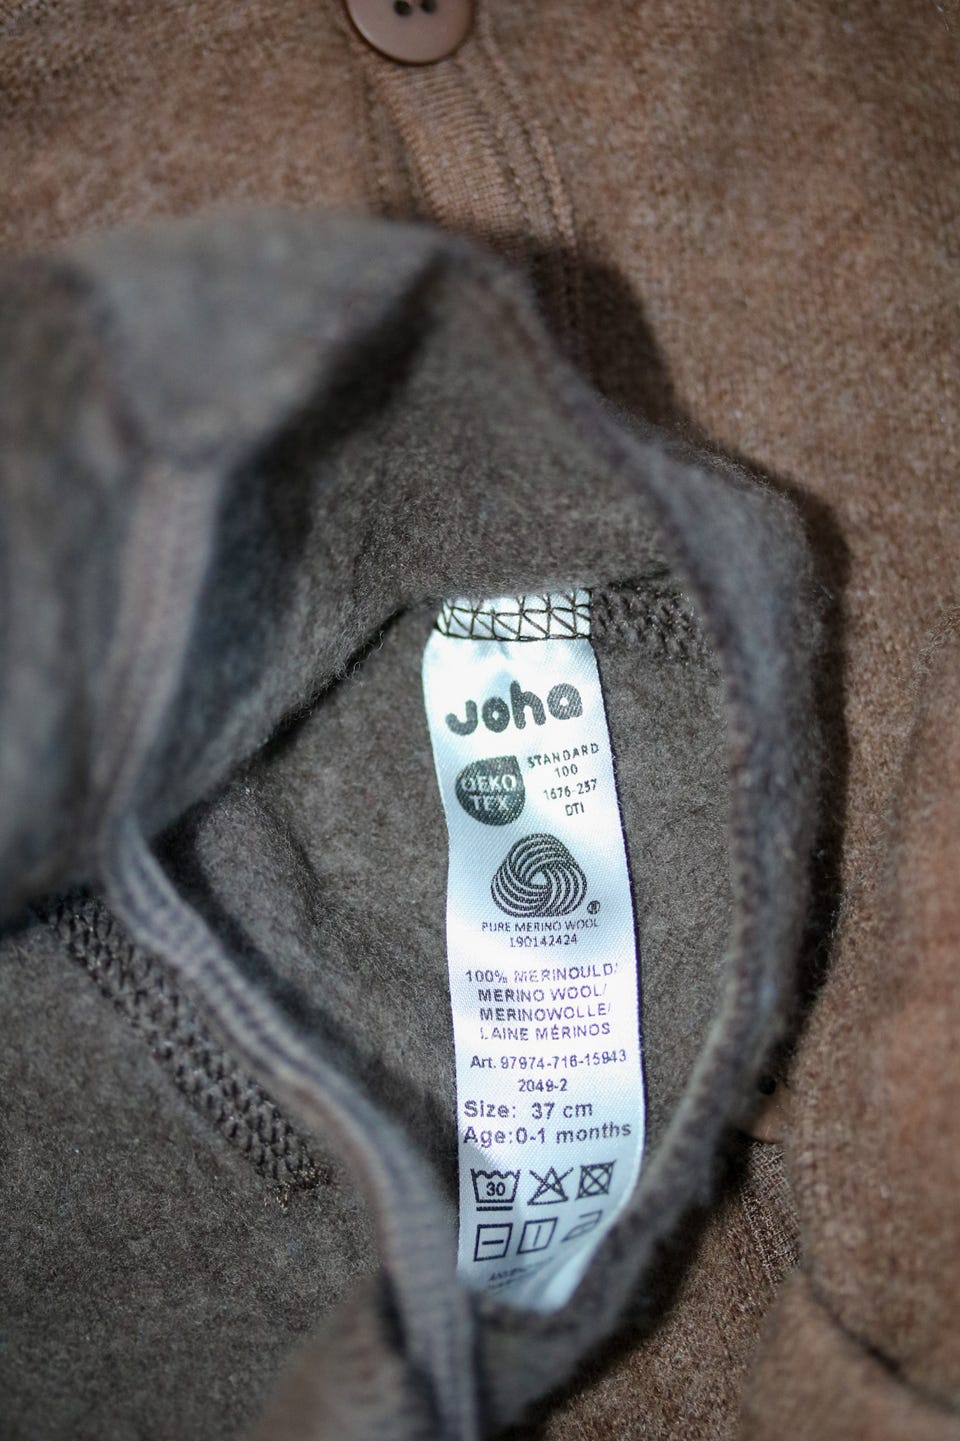 Joha
OEKO
TEX
STANDARD
100
1676-237
DTI
®
PURE MERINO WOOL
L90142424
100% MERINOULD/
MERINO WOOL/
MERINOWOLLE/
LAINE MÉRINOS
Art. 97974-716-15943
2049-2
Size: 37 cm
Age:0-1 months
30